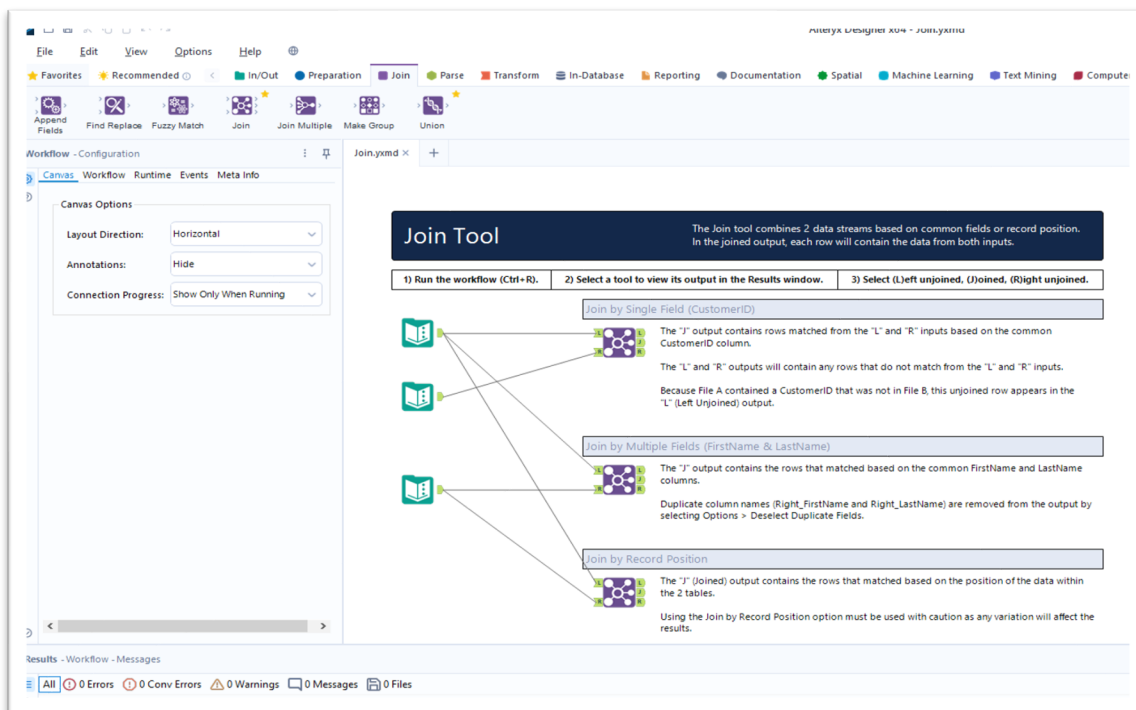 Alteryx Designer x64 - Join.yxmd
File Edit View Options Help
Favorites Recommended In/Out Preparation Join Parse Transform In-Database Reporting Documentation Spatial Machine Learning Text Mining Computer
Append Fields Find Replace Fuzzy Match Join Join Multiple Make Group Union
Workflow - Configuration
Join.yxmd
Canvas Workflow Runtime Events Meta Info
Canvas Options
Layout Direction: Horizontal
Annotations: Hide
Connection Progress: Show Only When Running
Join Tool
The Join tool combines 2 data streams based on common fields or record position.
In the joined output, each row will contain the data from both inputs.
1) Run the workflow (Ctrl+R). 2) Select a tool to view its output in the Results window. 3) Select (L)eft unjoined, (J)oined, (R)ight unjoined.
Join by Single Field (CustomerID)
L R L J R
The "J" output contains rows matched from the "L" and "R" inputs based on the common
CustomerID column.
The "L" and "R" outputs will contain any rows that do not match from the "L" and "R" inputs.
Because File A contained a CustomerID that was not in File B, this unjoined row appears in the
"L" (Left Unjoined) output.
Join by Multiple Fields (FirstName & LastName)
L R L J R
The "J" output contains the rows that matched based on the common FirstName and LastName
columns.
Duplicate column names (Right_FirstName and Right_LastName) are removed from the output by
selecting Options > Deselect Duplicate Fields.
Join by Record Position
L R L J R
The "J" (Joined) output contains the rows that matched based on the position of the data within
the 2 tables.
Using the Join by Record Position option must be used with caution as any variation will affect the
results.
Results - Workflow - Messages
All 0 Errors 0 Conv Errors 0 Warnings 0 Messages 0 Files